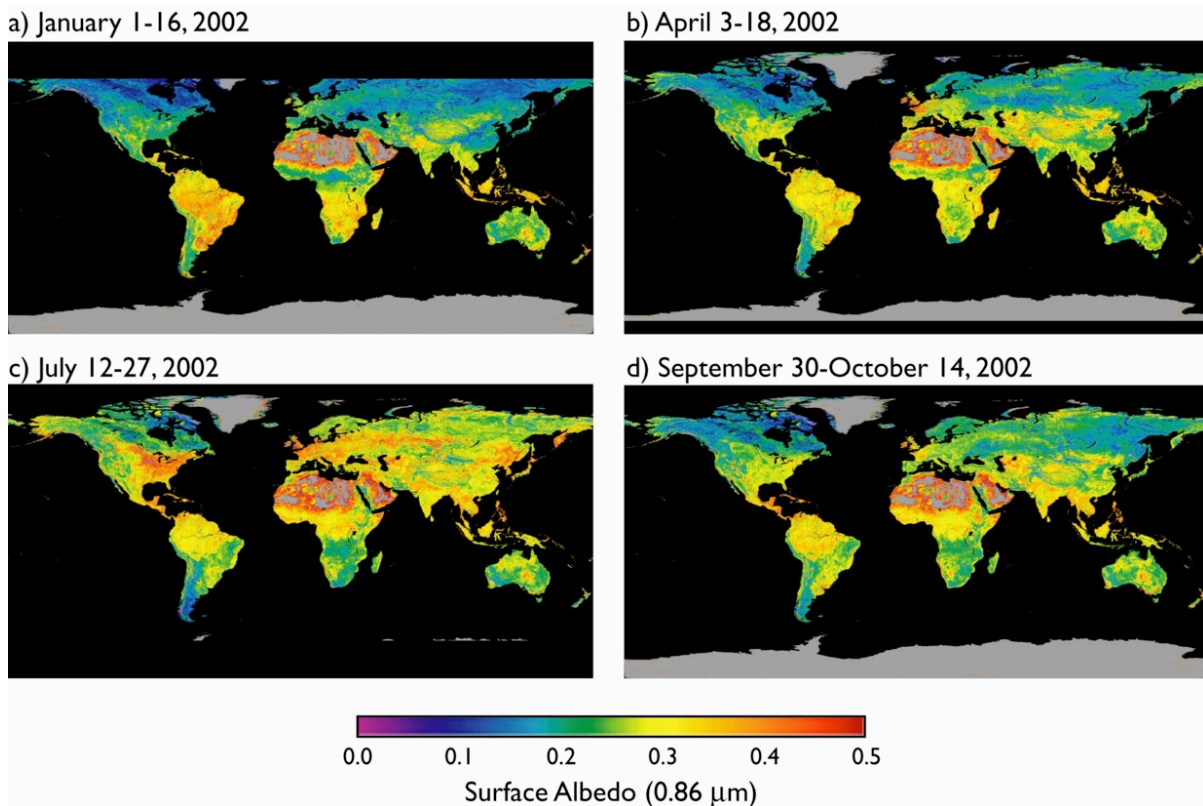 a) January 1-16, 2002
b) April 3-18, 2002
c) July 12-27, 2002
d) September 30-October 14, 2002
0.0 0.1 0.2 0.3 0.4 0.5
Surface Albedo (0.86 μm)